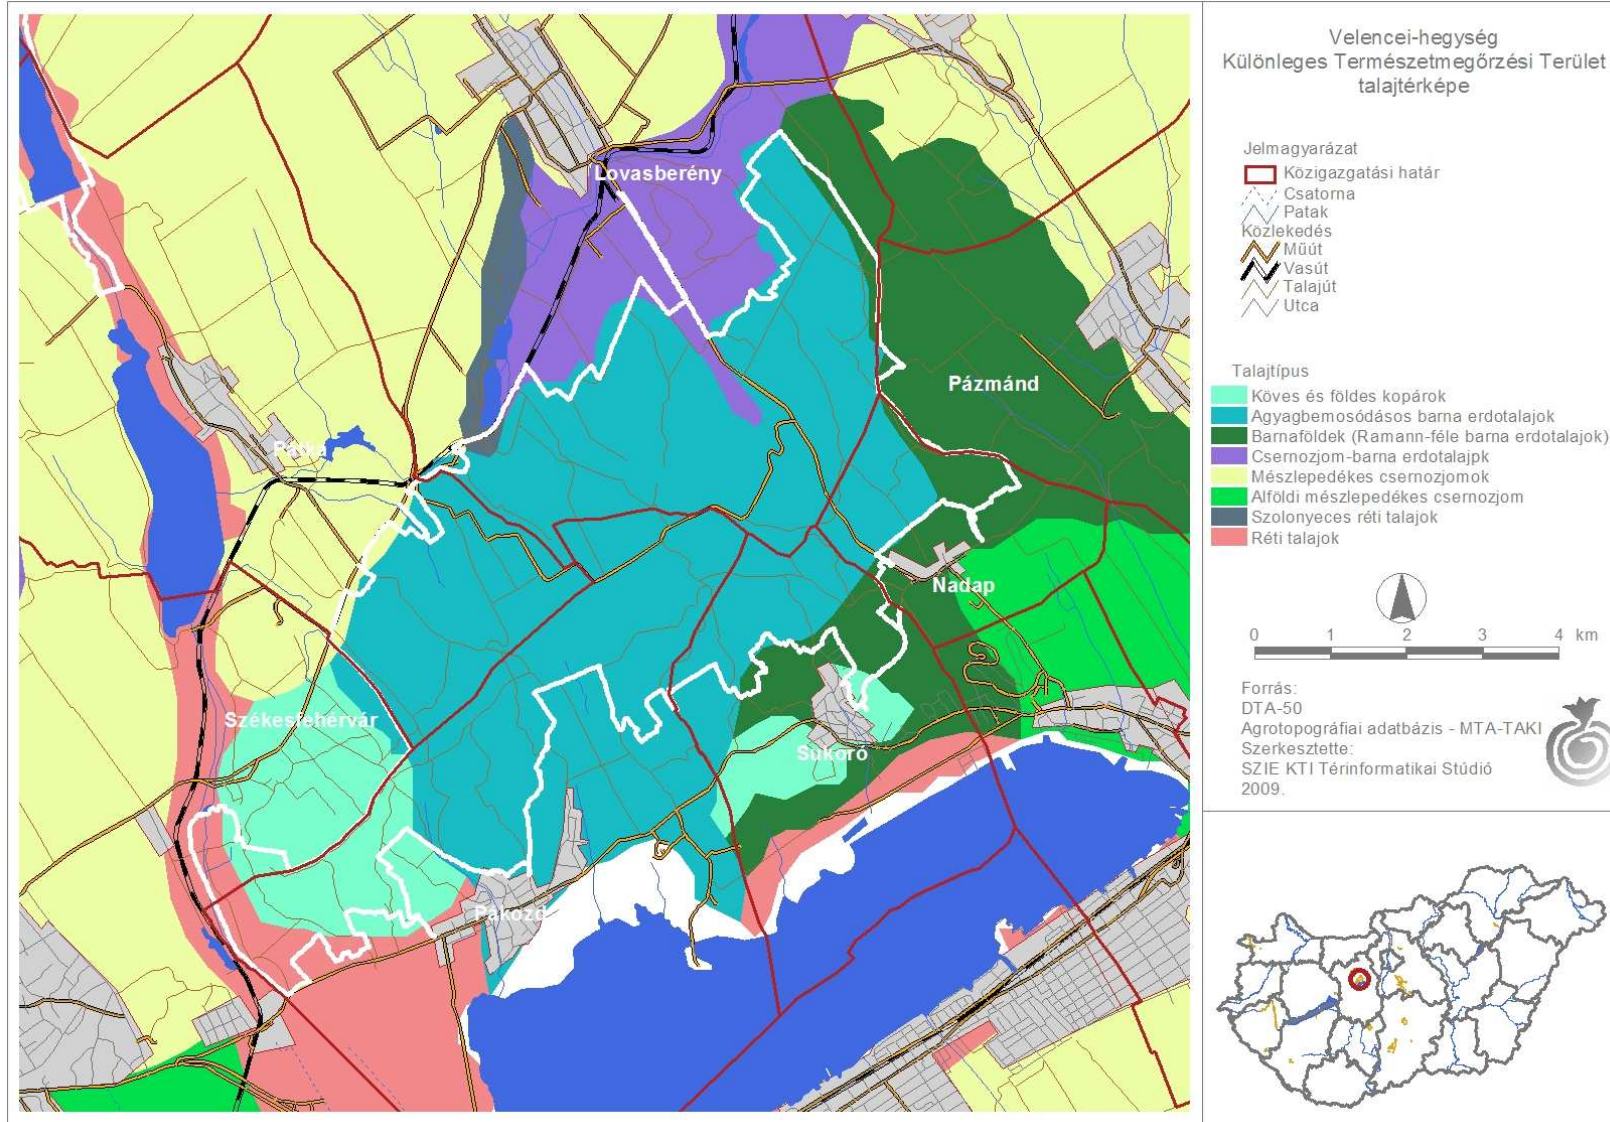 Velencei-hegység
Különleges Természetmegőrzési Terület
talajtérképe
Jelmagyarázat
Közigazgatási határ
Csatorna
Patak
Közlekedés
Műút
Vasút
Talajút
Utca
Talajtípus
Köves és földes kopárok
Agyagbemosódásos barna erdotalajok
Barnaföldek (Ramann-féle barna erdotalajok)
Csernozjom-barna erdotalajpk
Mészlepedékes csernozjomok
Alföldi mészlepedékes csernozjom
Szolonyeces réti talajok
Réti talajok
0 1 2 3 4 km
Forrás:
DTA-50
Agrotopográfiai adatbázis - MTA-TAKI
Szerkesztette:
SZIE KTI Térinformatikai Stúdió
2009.
Lovasberény
Pázmánd
Pátka
Nadap
Székesfehérvár
Sukoró
Pákozd